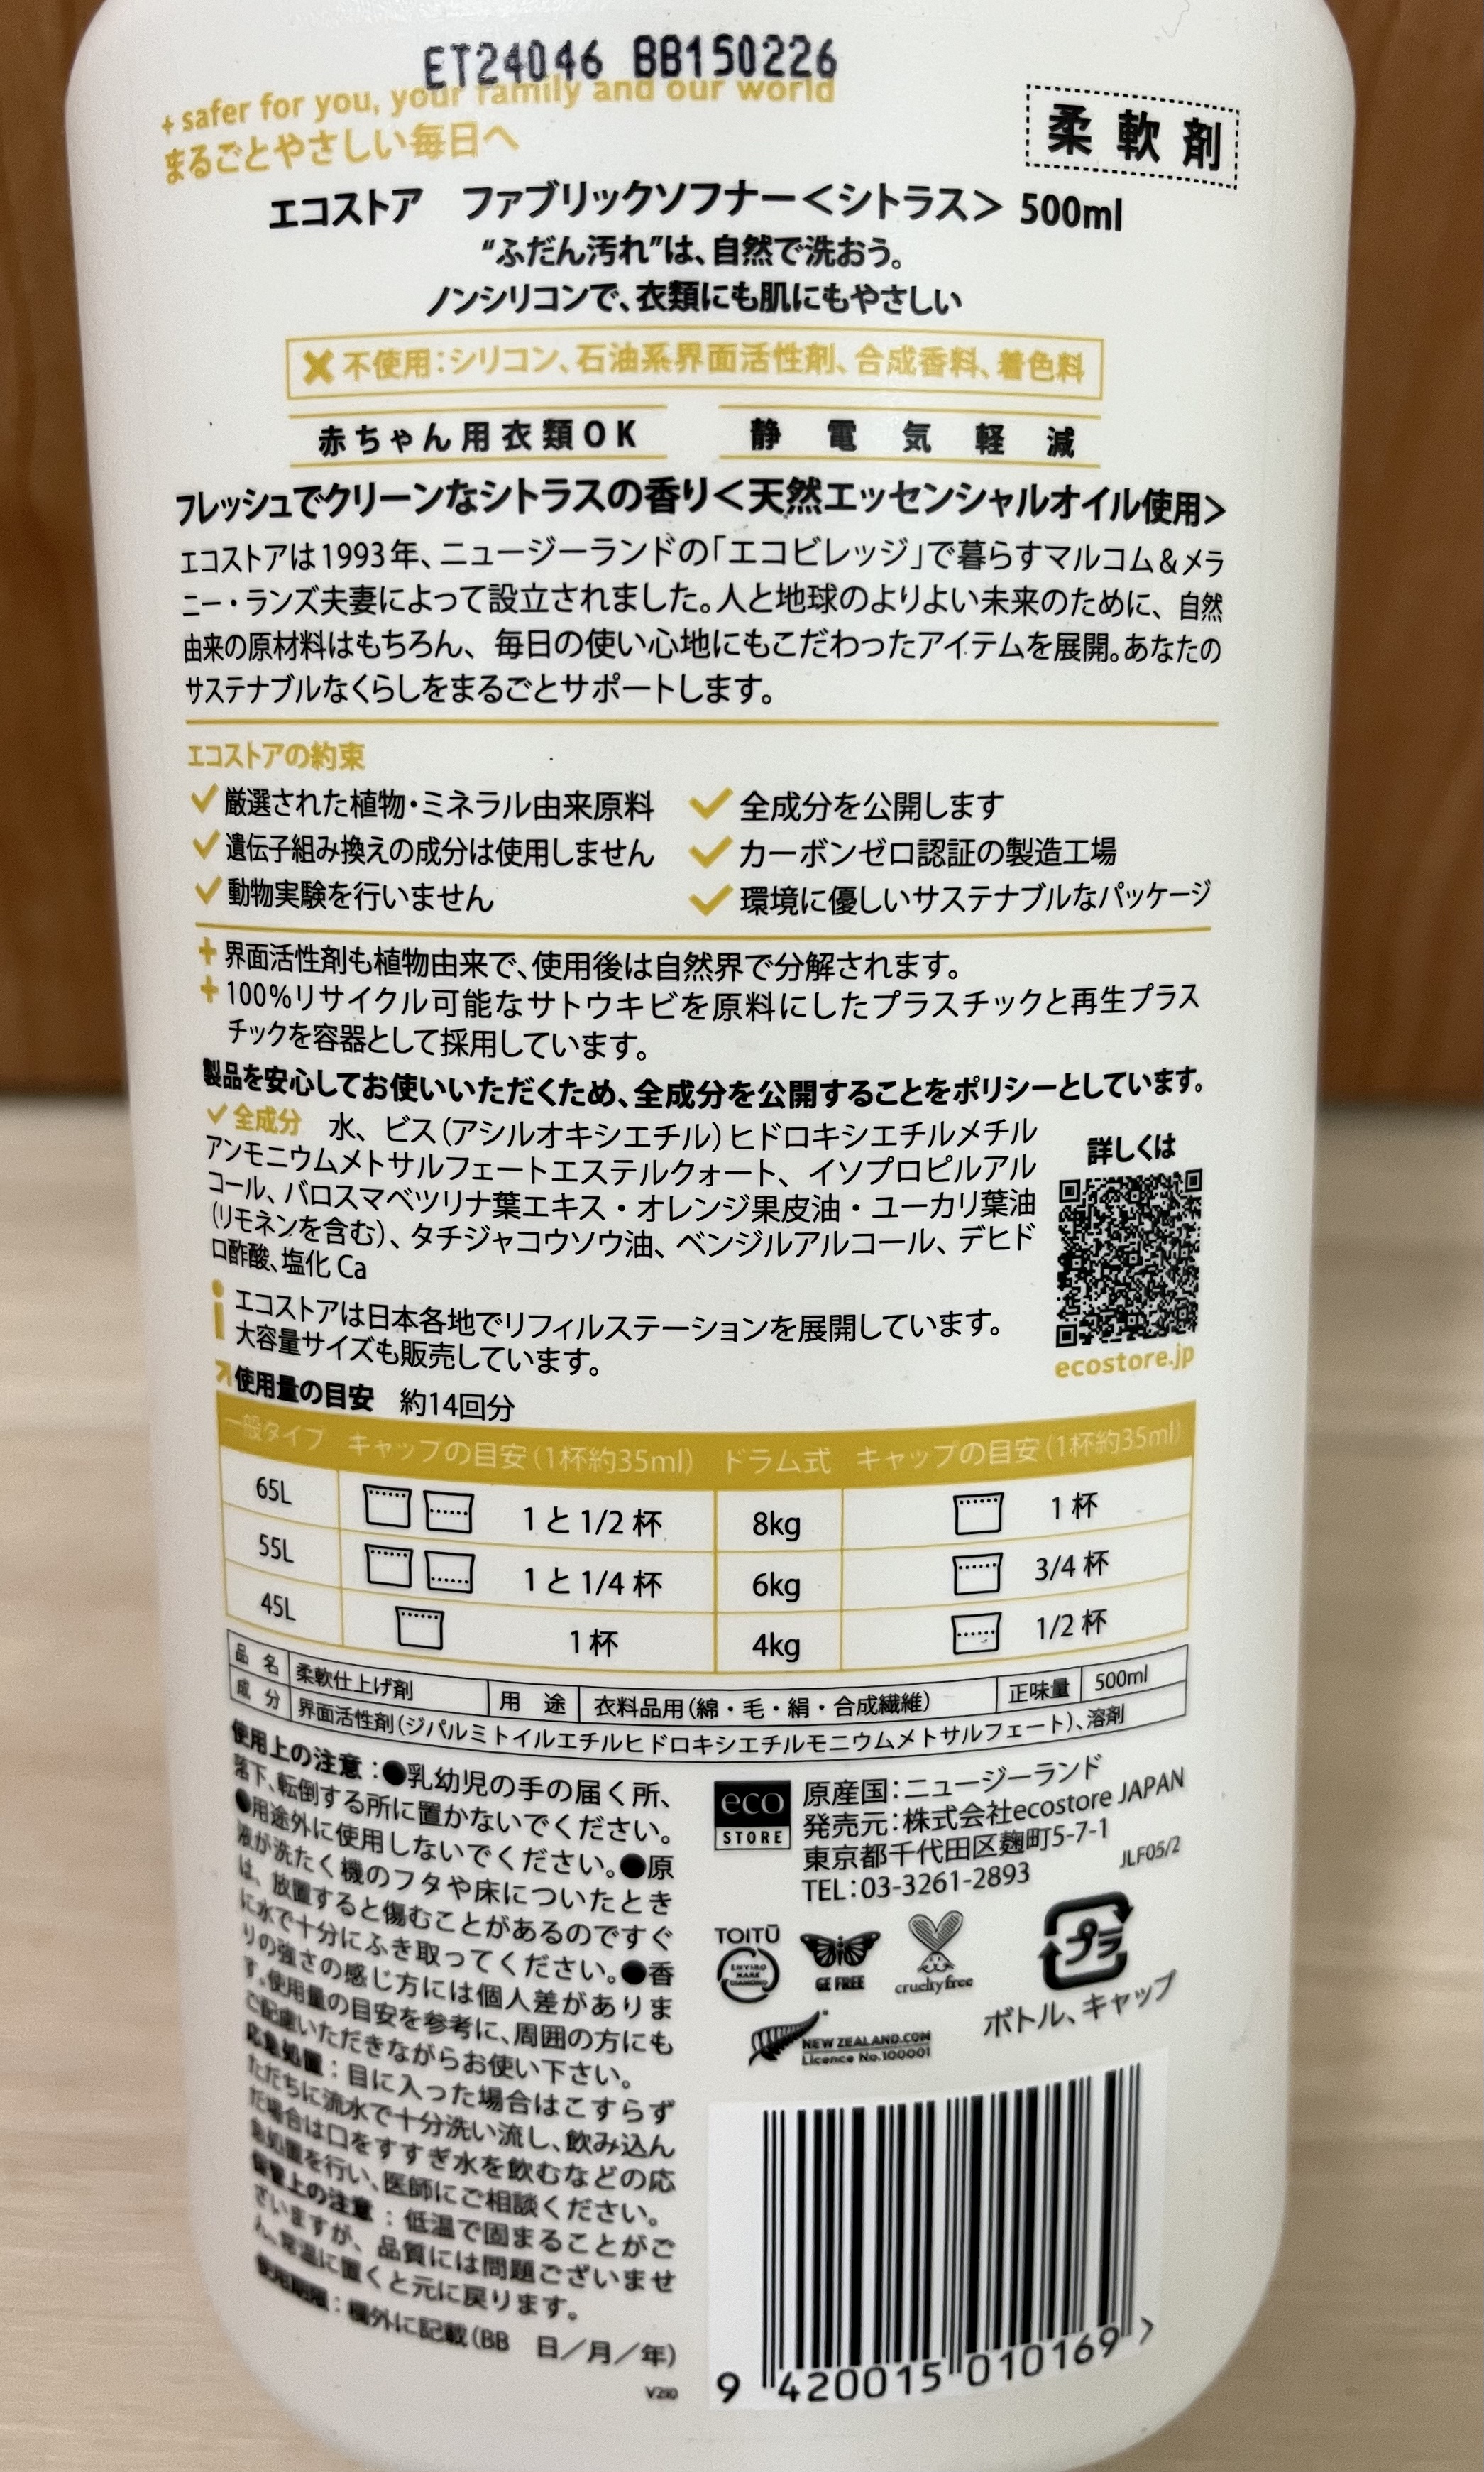 ET24046 BB150226
+ safer for you, your family and our world
まるごとやさしい毎日へ
柔軟剤
エコストア ファブリックソフナー＜シトラス＞ 500ml
“ふだん汚れ”は、自然で洗おう。
ノンシリコンで、衣類にも肌にもやさしい
✕ 不使用：シリコン、石油系界面活性剤、合成香料、着色料
赤ちゃん用衣類OK 静電気軽減
フレッシュでクリーンなシトラスの香り＜天然エッセンシャルオイル使用＞
エコストアは1993年、ニュージーランドの「エコビレッジ」で暮らすマルコム＆メラ
ニー・ランズ夫妻によって設立されました。人と地球のよりよい未来のために、自然
由来の原材料はもちろん、毎日の使い心地にもこだわったアイテムを展開。あなたの
サステナブルなくらしをまるごとサポートします。
エコストアの約束
✓ 厳選された植物・ミネラル由来原料 ✓ 全成分を公開します
✓ 遺伝子組み換えの成分は使用しません ✓ カーボンゼロ認証の製造工場
✓ 動物実験を行いません ✓ 環境に優しいサステナブルなパッケージ
+ 界面活性剤も植物由来で、使用後は自然界で分解されます。
+ 100％リサイクル可能なサトウキビを原料にしたプラスチックと再生プラス
チックを容器として採用しています。
製品を安心してお使いいただくため、全成分を公開することをポリシーとしています。
✓ 全成分 水、ビス（アシルオキシエチル）ヒドロキシエチルメチル
アンモニウムメトサルフェートエステルクォート、イソプロピルアル
コール、バロスマベツリナ葉エキス・オレンジ果皮油・ユーカリ葉油
（リモネンを含む）、タチジャコウソウ油、ベンジルアルコール、デヒド
ロ酢酸、塩化 Ca
詳しくは
ecostore.jp
i エコストアは日本各地でリフィルステーションを展開しています。
大容量サイズも販売しています。
使用量の目安 約14回分
一般タイプ キャップの目安（1杯約35ml） ドラム式 キャップの目安（1杯約35ml）
65L 1と1/2杯 8kg 1杯
55L 1と1/4杯 6kg 3/4杯
45L 1杯 4kg 1/2杯
品名 柔軟仕上げ剤 用途 衣料品用（綿・毛・絹・合成繊維） 正味量 500ml
成分 界面活性剤（ジパルミトイルエチルヒドロキシエチルモニウムメトサルフェート）、溶剤
使用上の注意：●乳幼児の手の届く所、
落下、転倒する所に置かないでください。
●用途外に使用しないでください。●原
液が洗たく機のフタや床についたとき
は、放置すると傷むことがあるのですぐ
に水で十分にふき取ってください。●香
りの強さの感じ方には個人差がありま
す。使用量の目安を参考に、周囲の方にも
ご配慮いただきながらお使い下さい。
応急処置：目に入った場合はこすらず
ただちに流水で十分洗い流し、飲み込ん
だ場合は口をすすぎ水を飲むなどの応
急処置を行い、医師にご相談ください。
保管上の注意：低温で固まることがご
ざいますが、品質には問題ございませ
ん。常温に置くと元に戻ります。
使用期限：欄外に記載（BB 日／月／年）
eco
STORE
原産国：ニュージーランド
発売元：株式会社ecostore JAPAN
東京都千代田区麹町5-7-1
TEL：03-3261-2893
JLF05/2
TOITŪ
ENVIRO
MARK
DIAMOND
GE FREE
cruelty free
プラ
ボトル、キャップ
NEW ZEALAND.COM
Licence No.100001
9 420015 010169 >